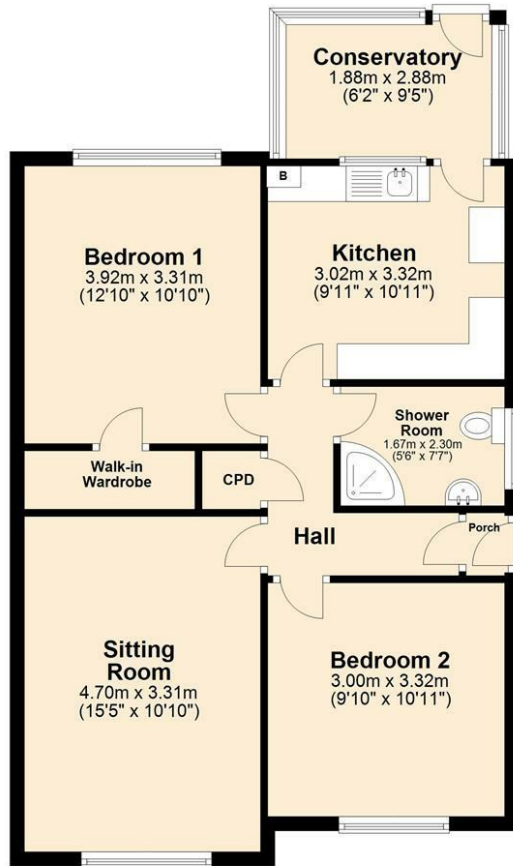 Conservatory
1.88m x 2.88m
(6'2" x 9'5")
B
Bedroom 1
3.92m x 3.31m
(12'10" x 10'10")
Kitchen
3.02m x 3.32m
(9'11" x 10'11")
Shower
Room
1.67m x 2.30m
(5'6" x 7'7")
Walk-in
Wardrobe
CPD
Hall
Porch
Sitting
Room
4.70m x 3.31m
(15'5" x 10'10")
Bedroom 2
3.00m x 3.32m
(9'10" x 10'11")